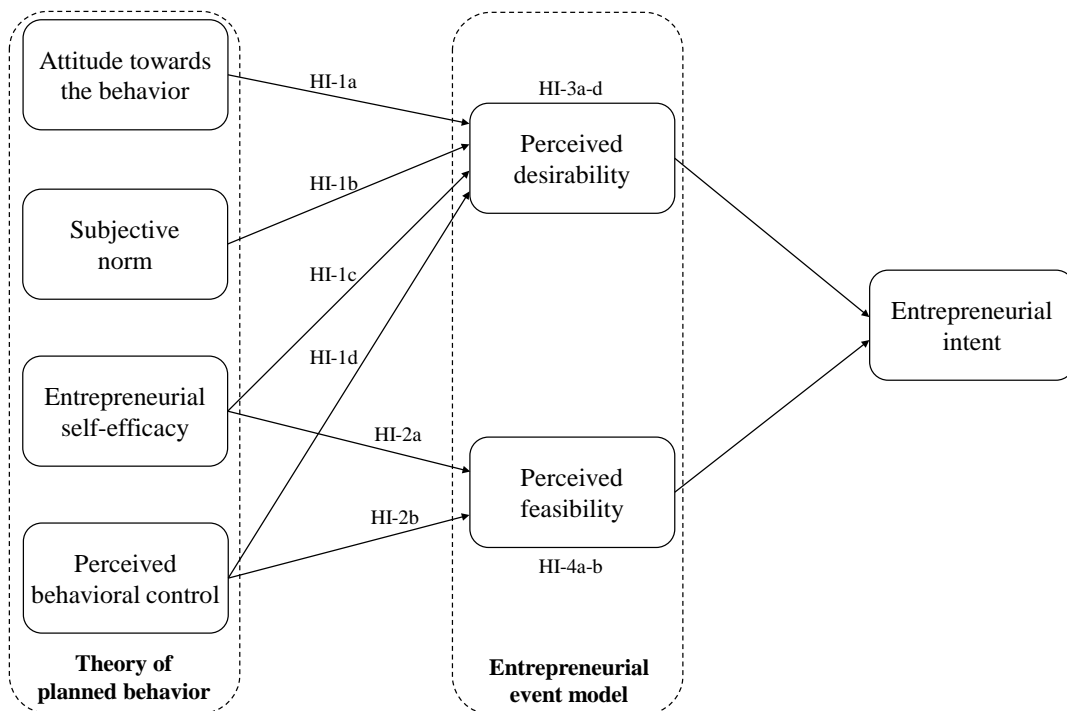 Attitude towards
the behavior
Subjective
norm
Entrepreneurial
self-efficacy
Perceived
behavioral control
Theory of
planned behavior
HI-1a
HI-1b
HI-1c
HI-1d
HI-2a
HI-2b
HI-3a-d
Perceived
desirability
Perceived
feasibility
HI-4a-b
Entrepreneurial
event model
Entrepreneurial
intent